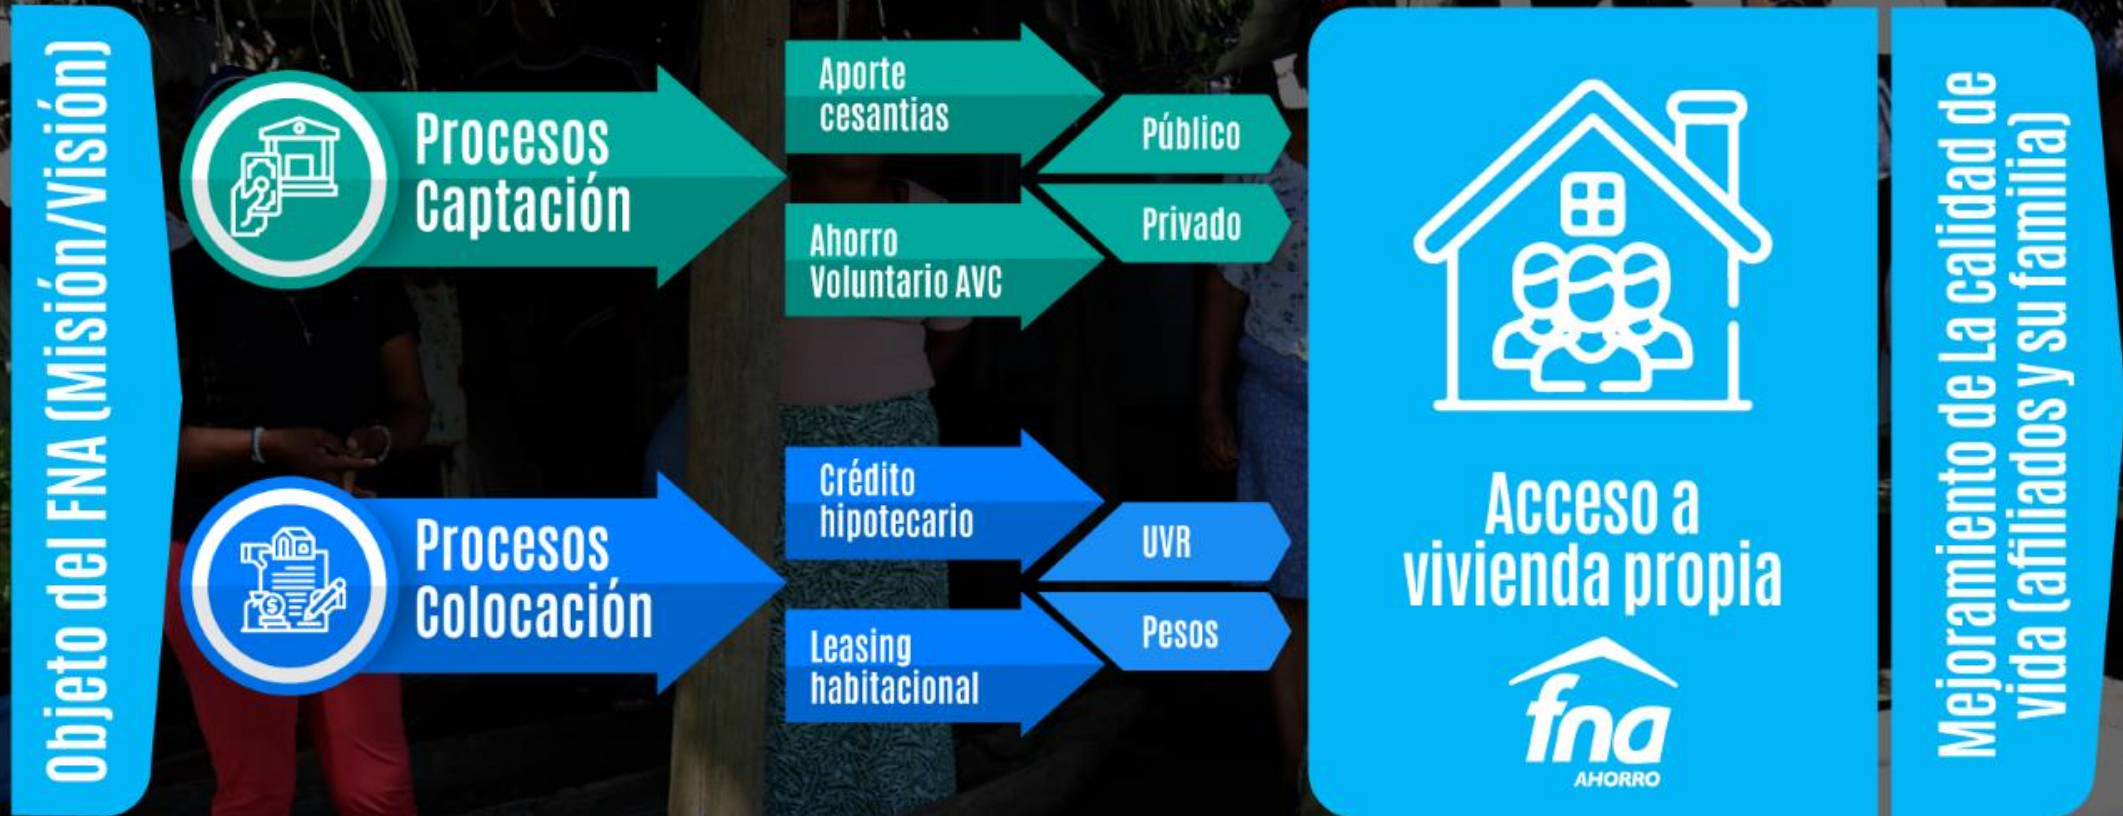 Objeto del FNA (Misión/Visión)
Procesos
Captación
Aporte
cesantias
Ahorro
Voluntario AVC
Público
Privado
Procesos
Colocación
Crédito
hipotecario
Leasing
habitacional
UVR
Pesos
Acceso a
vivienda propia
fna
AHORRO
Mejoramiento de La calidad de
vida (afiliados y su familia)